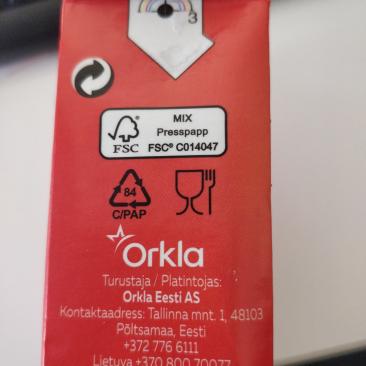 3
MIX
Presspapp
FSC® C014047
FSC
84
C/PAP
Orkla
Turustaja / Platintojas:
Orkla Eesti AS
Kontaktaadress: Tallinna mnt. 1, 48103
Põltsamaa, Eesti
+372 776 6111
Lietuva +370 800 70077